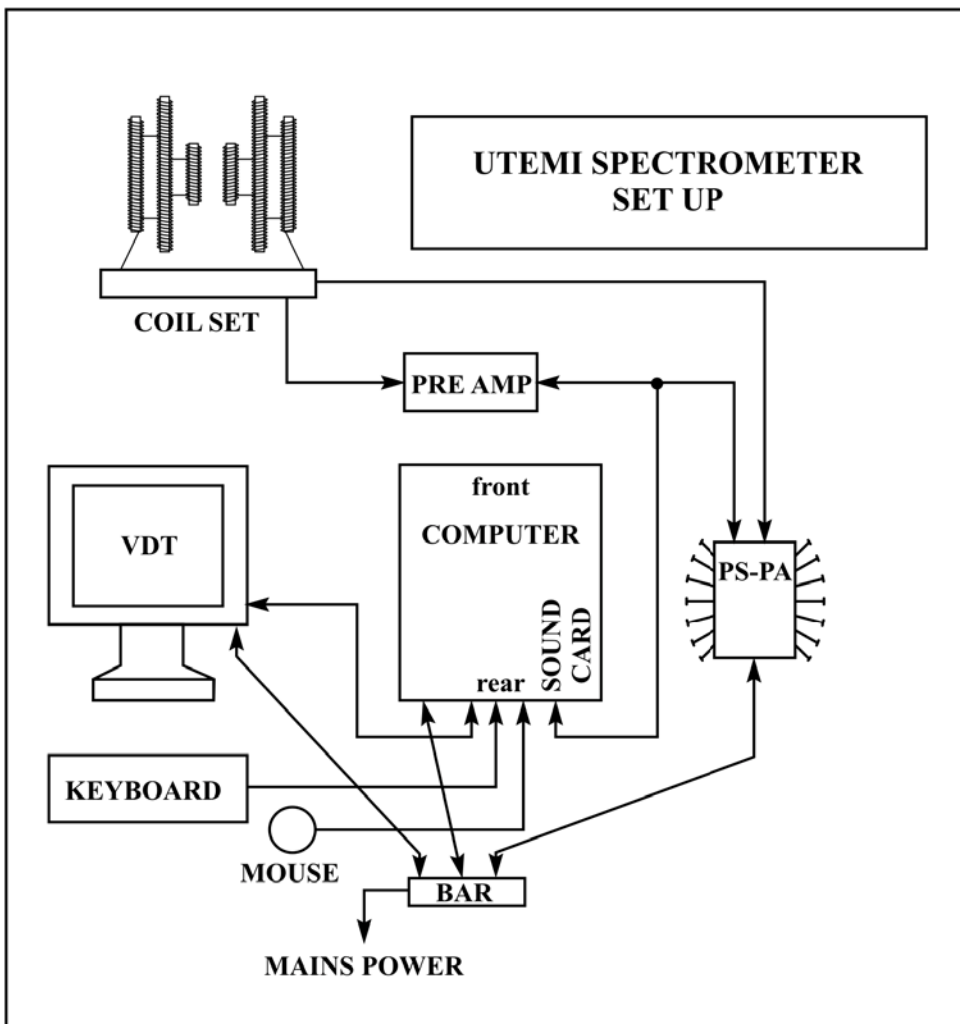 UTEMI SPECTROMETER
SET UP
COIL SET
PRE AMP
front
COMPUTER
VDT
PS-PA
SOUND
CARD
rear
KEYBOARD
MOUSE
BAR
MAINS POWER